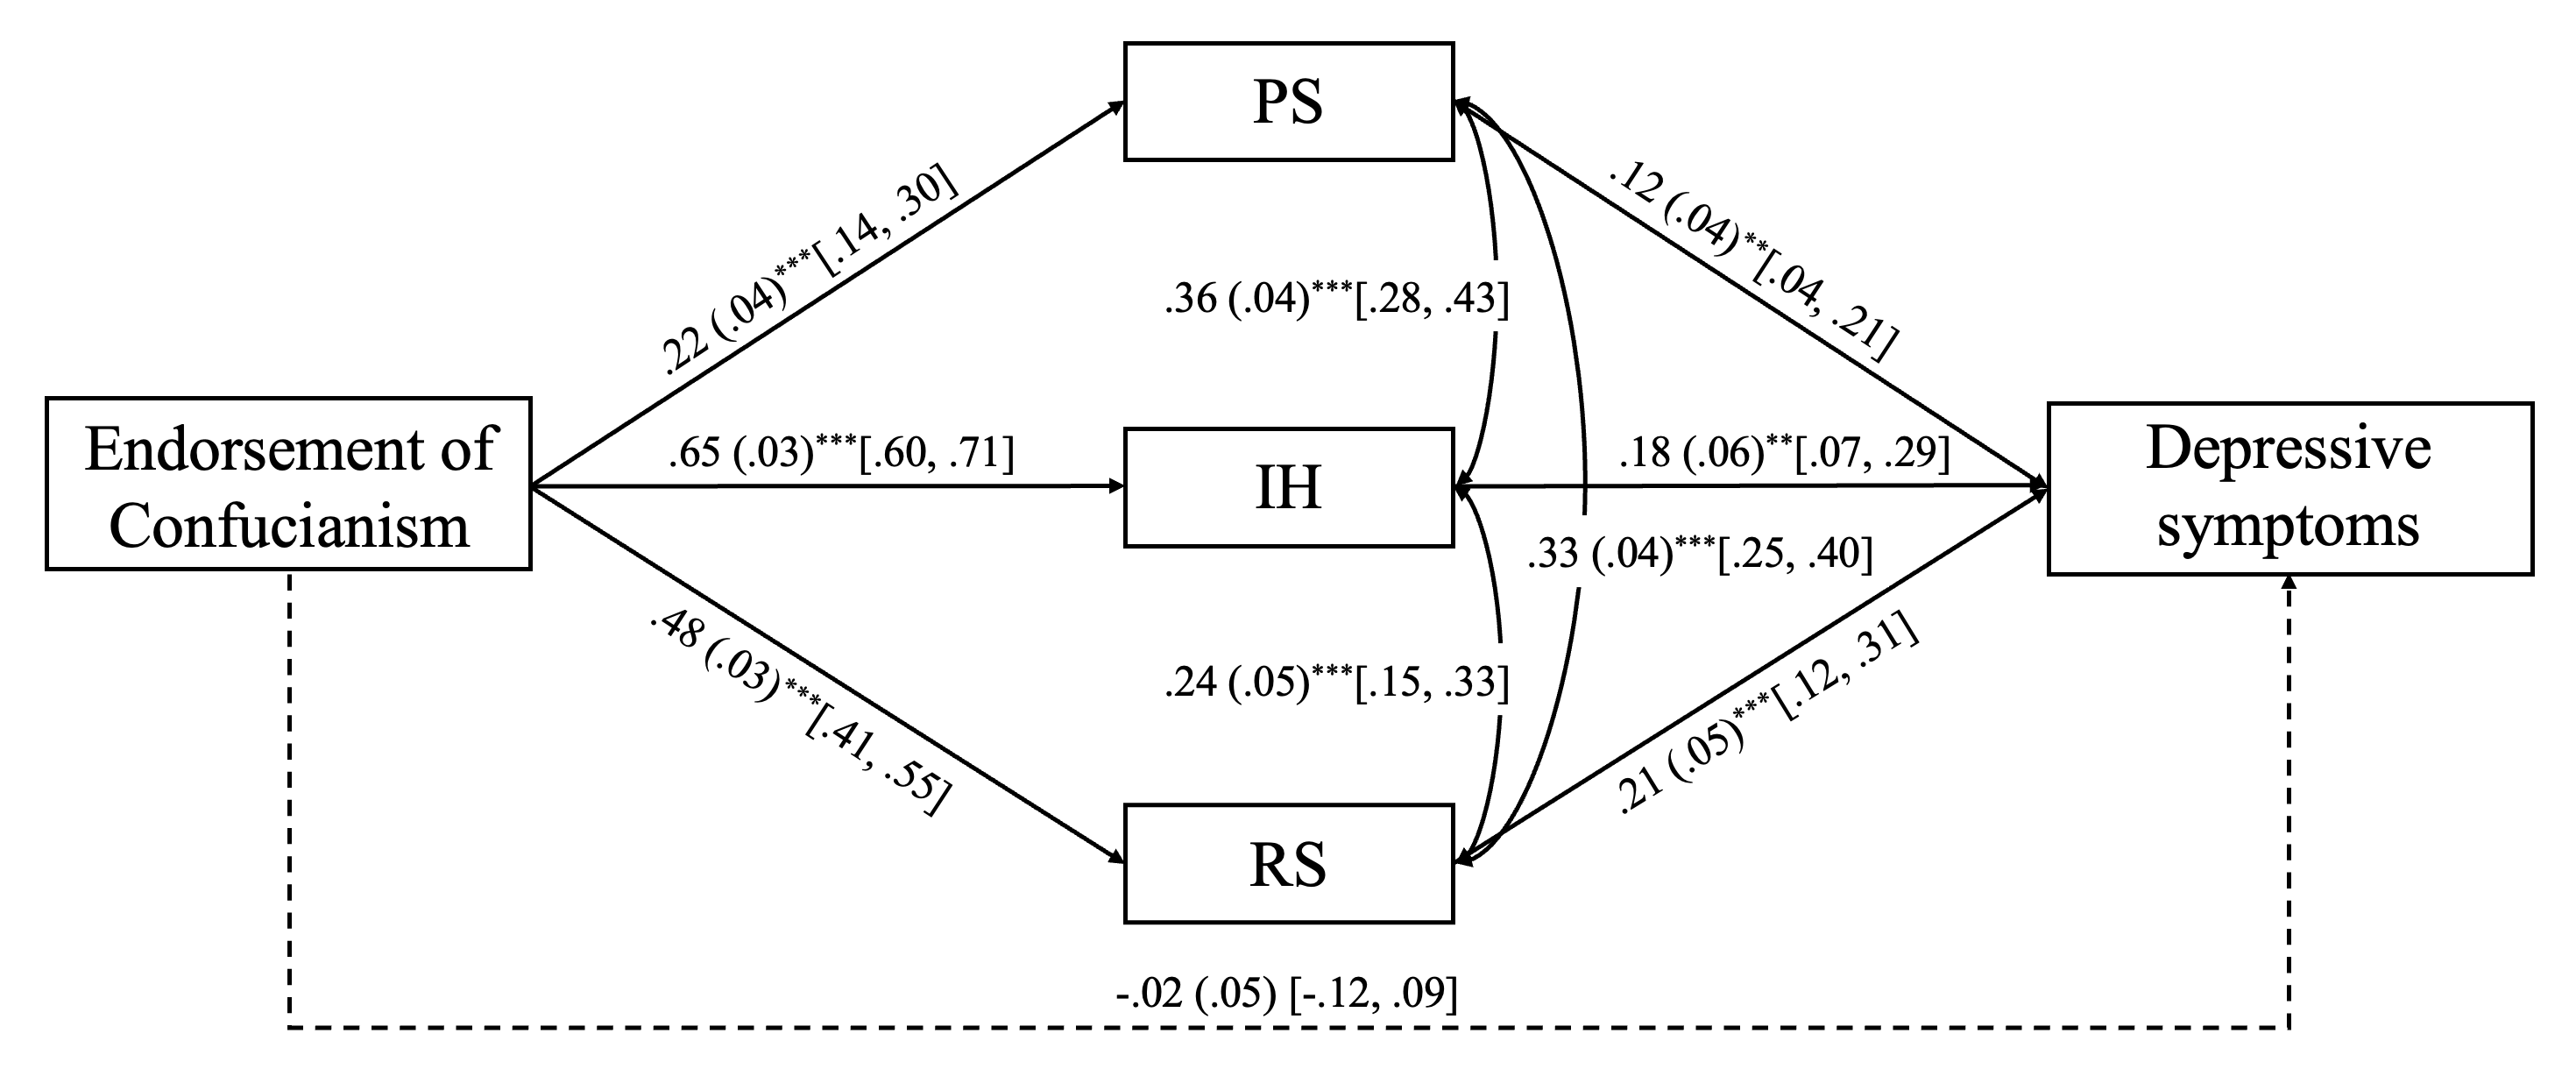 PS
.22 (.04)***[.14, .30]
.12 (.04)**[.04, .21]
.36 (.04)***[.28, .43]
Endorsement of
Confucianism
.65 (.03)***[.60, .71]
IH
.18 (.06)**[.07, .29]
Depressive
symptoms
.33 (.04)***[.25, .40]
.48 (.03)***[.41, .55]
.24 (.05)***[.15, .33]
.21 (.05)***[.12, .31]
RS
-.02 (.05) [-.12, .09]